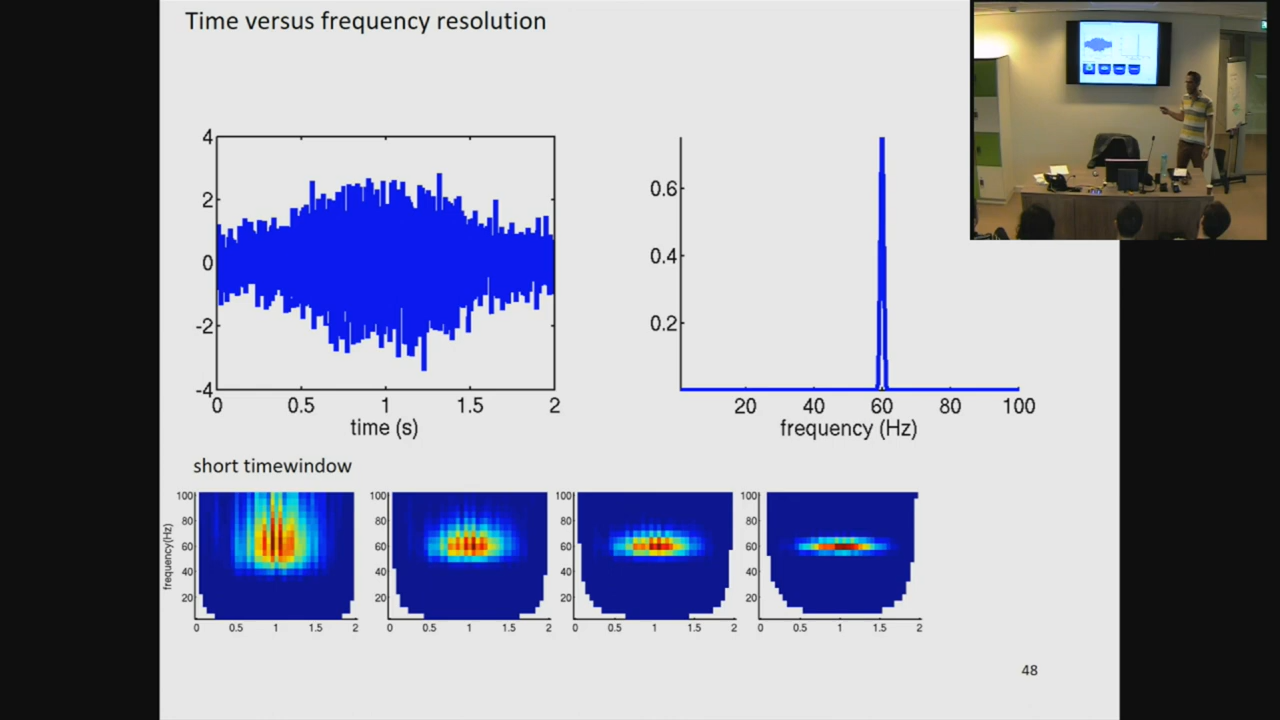 Time versus frequency resolution
4
2
0
-2
-4
0 0.5 1 1.5 2
time (s)
0.6
0.4
0.2
20 40 60 80 100
frequency (Hz)
short timewindow
frequency(Hz)
100
80
60
40
20
0 0.5 1 1.5 2
100
80
60
40
20
0 0.5 1 1.5 2
100
80
60
40
20
0 0.5 1 1.5 2
100
80
60
40
20
0 0.5 1 1.5 2
48